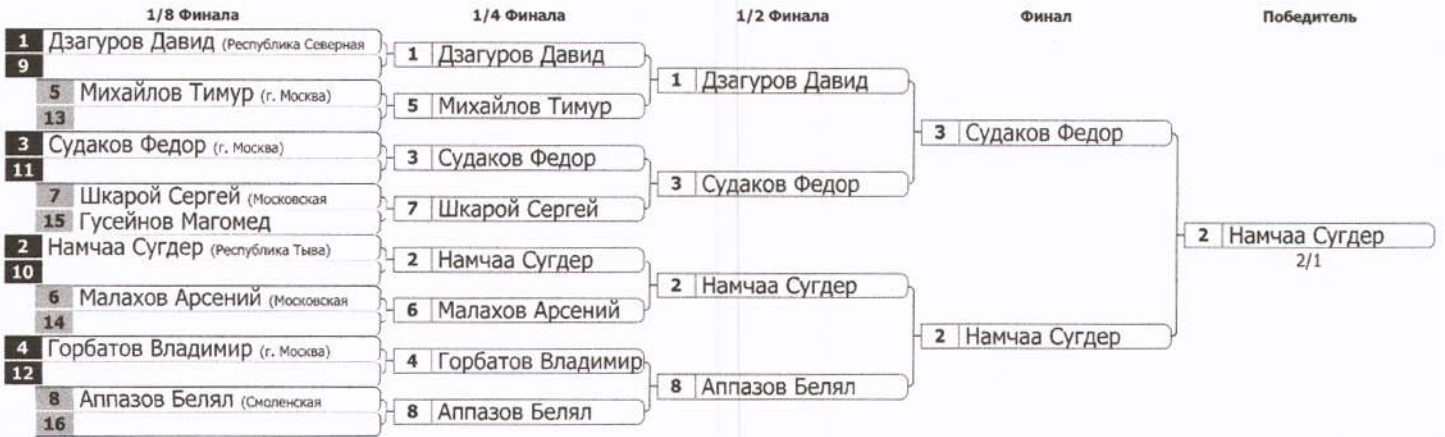 1/8 Финала
1/4 Финала
1/2 Финала
Финал
Победитель
1 Дзагуров Давид (Республика Северная
9
5 Михайлов Тимур (г. Москва)
13
3 Судаков Федор (г. Москва)
11
7 Шкарой Сергей (Московская
15 Гусейнов Магомед
2 Намчаа Сугдер (Республика Тыва)
10
6 Малахов Арсений (Московская
14
4 Горбатов Владимир (г. Москва)
12
8 Аппазов Белял (Смоленская
16
1 Дзагуров Давид
5 Михайлов Тимур
3 Судаков Федор
7 Шкарой Сергей
2 Намчаа Сугдер
6 Малахов Арсений
4 Горбатов Владимир
8 Аппазов Белял
1 Дзагуров Давид
3 Судаков Федор
2 Намчаа Сугдер
8 Аппазов Белял
3 Судаков Федор
2 Намчаа Сугдер
2 Намчаа Сугдер
2/1